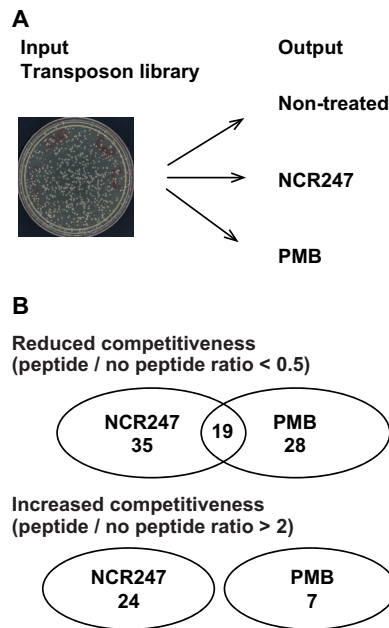 A
Input
Transposon library
Output
Non-treated
NCR247
PMB
B
Reduced competitiveness
(peptide / no peptide ratio < 0.5)
NCR247
35
19
PMB
28
Increased competitiveness
(peptide / no peptide ratio > 2)
NCR247
24
PMB
7